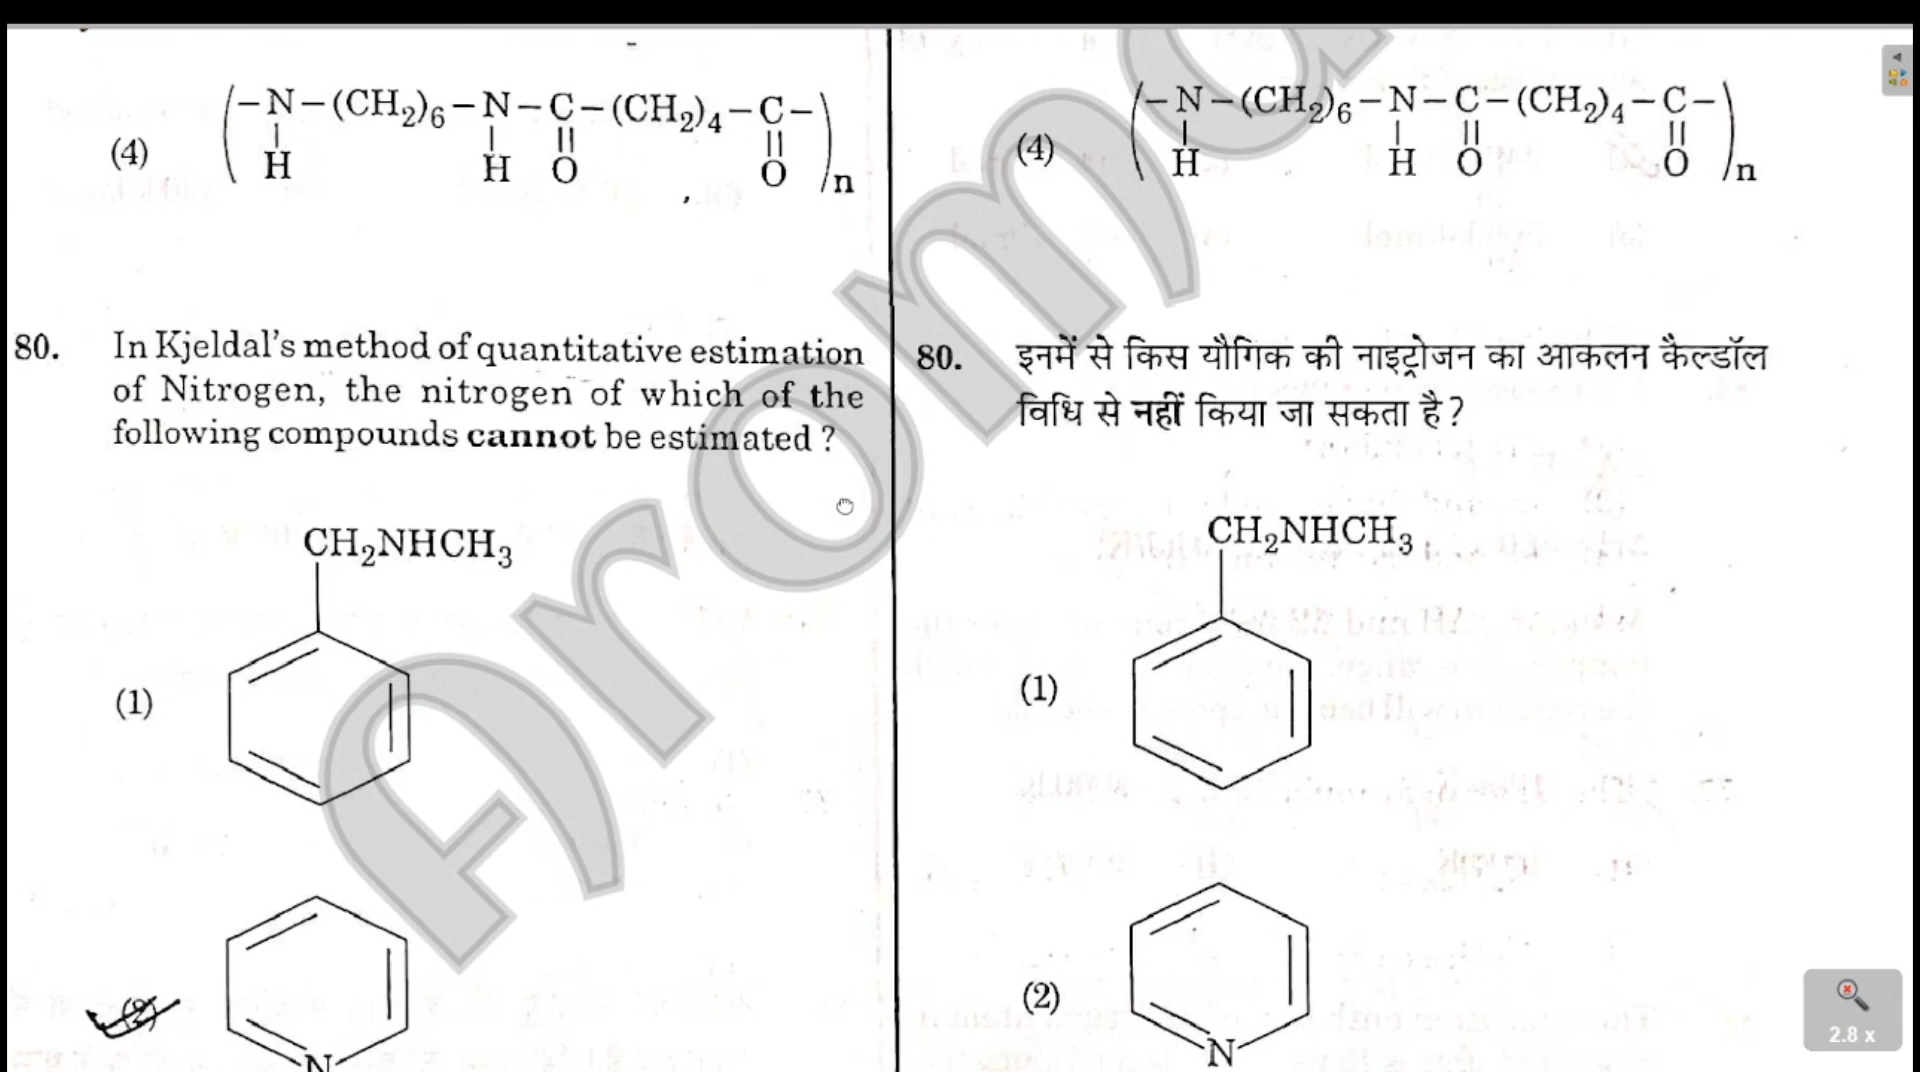 (4) (–N–(CH₂)₆–N–C–(CH₂)₄–C–)n
H H O O
80. In Kjeldal's method of quantitative estimation
of Nitrogen, the nitrogen of which of the
following compounds cannot be estimated ?
CH₂NHCH₃
(1)
(2)
N
(4) (–N–(CH₂)₆–N–C–(CH₂)₄–C–)n
H H O O
80. इनमें से किस यौगिक की नाइट्रोजन का आकलन कैल्डॉल
विधि से नहीं किया जा सकता है ?
CH₂NHCH₃
(1)
(2)
N
Aroma
2.8 x